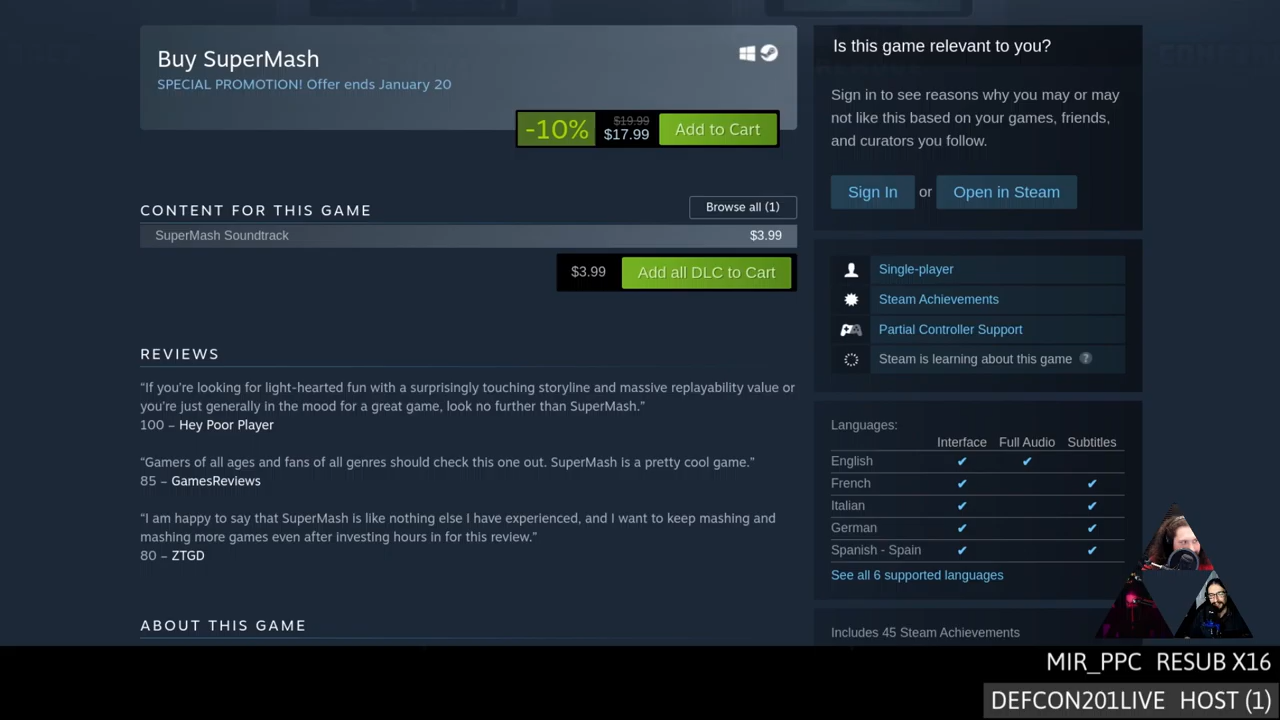 Buy SuperMash
SPECIAL PROMOTION! Offer ends January 20
-10%
$19.99
$17.99
Add to Cart
CONTENT FOR THIS GAME
Browse all (1)
SuperMash Soundtrack
$3.99
$3.99
Add all DLC to Cart
REVIEWS
“If you're looking for light-hearted fun with a surprisingly touching storyline and massive replayability value or
you're just generally in the mood for a great game, look no further than SuperMash.”
100 – Hey Poor Player
“Gamers of all ages and fans of all genres should check this one out. SuperMash is a pretty cool game.”
85 – GamesReviews
“I am happy to say that SuperMash is like nothing else I have experienced, and I want to keep mashing and
mashing more games even after investing hours in for this review.”
80 – ZTGD
ABOUT THIS GAME
Is this game relevant to you?
Sign in to see reasons why you may or may
not like this based on your games, friends,
and curators you follow.
Sign In or Open in Steam
Single-player
Steam Achievements
Partial Controller Support
Steam is learning about this game ?
Languages:
Interface Full Audio Subtitles
English ✔ ✔
French ✔ ✔
Italian ✔ ✔
German ✔ ✔
Spanish - Spain ✔ ✔
See all 6 supported languages
Includes 45 Steam Achievements
MIR_PPC RESUB X16
DEFCON201LIVE HOST (1)